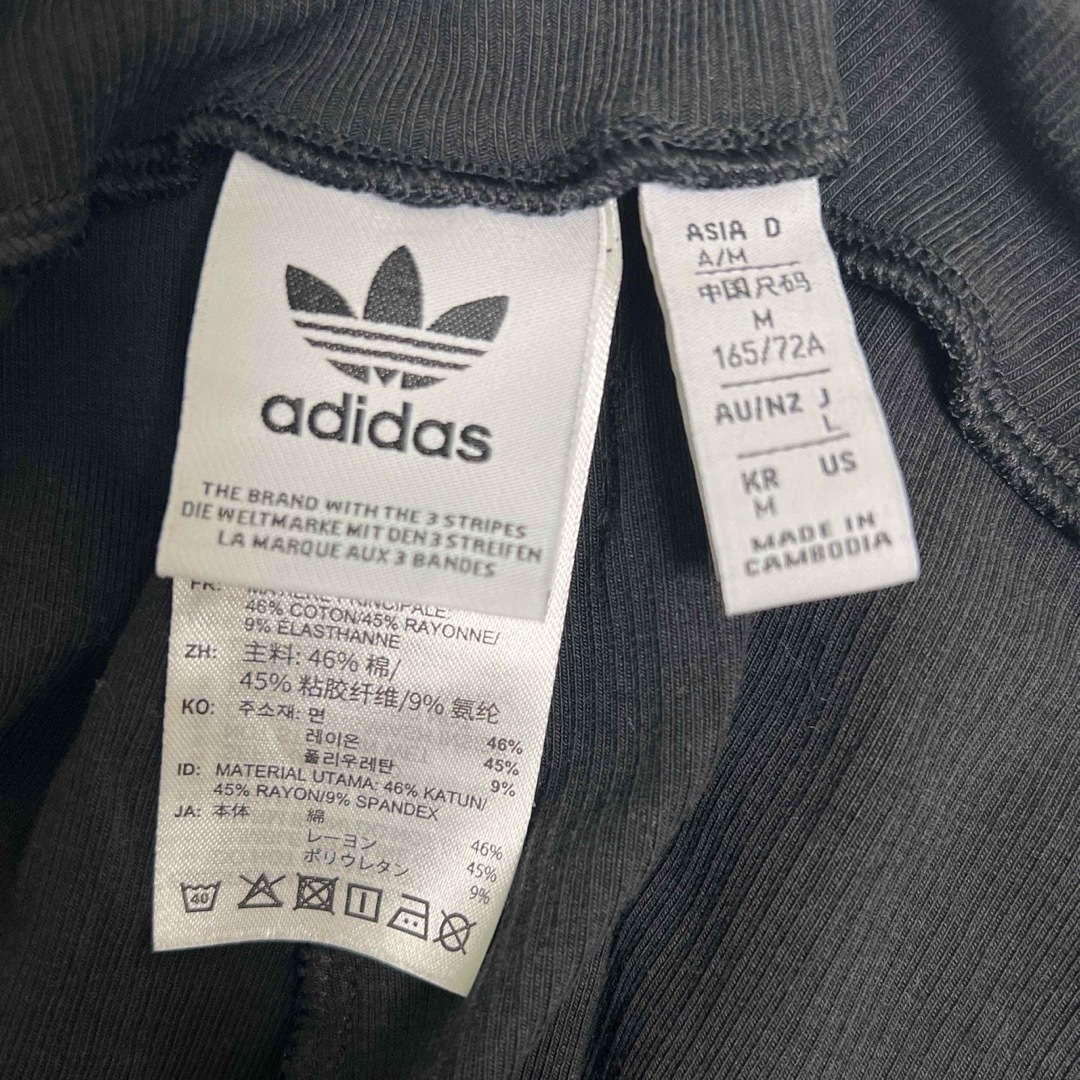 adidas
THE BRAND WITH THE 3 STRIPES
DIE WELTMARKE MIT DEN 3 STREIFEN
LA MARQUE AUX 3 BANDES
FR: MATIÈRE PRINCIPALE:
46% COTON/45% RAYONNE/
9% ÉLASTHANNE
ZH: 主料: 46% 棉/
45% 粘胶纤维/9% 氨纶
KO: 주소재: 면 46%
레이온 45%
폴리우레탄 9%
ID: MATERIAL UTAMA: 46% KATUN/
45% RAYON/9% SPANDEX
JA: 本体 綿 46%
レーヨン 45%
ポリウレタン 9%
40
ASIA D
A/M
中国尺码
M
165/72A
AU/NZ J
L
KR US
M
MADE IN
CAMBODIA